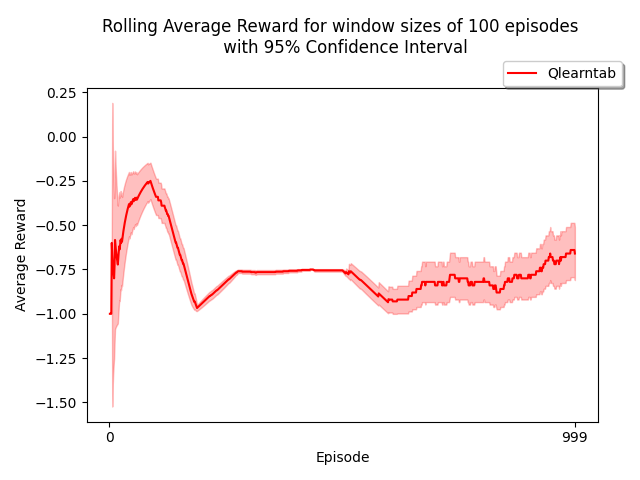 Rolling Average Reward for window sizes of 100 episodes
with 95% Confidence Interval
Qlearntab
0.25
0.00
−0.25
−0.50
−0.75
−1.00
−1.25
−1.50
Average Reward
0
999
Episode